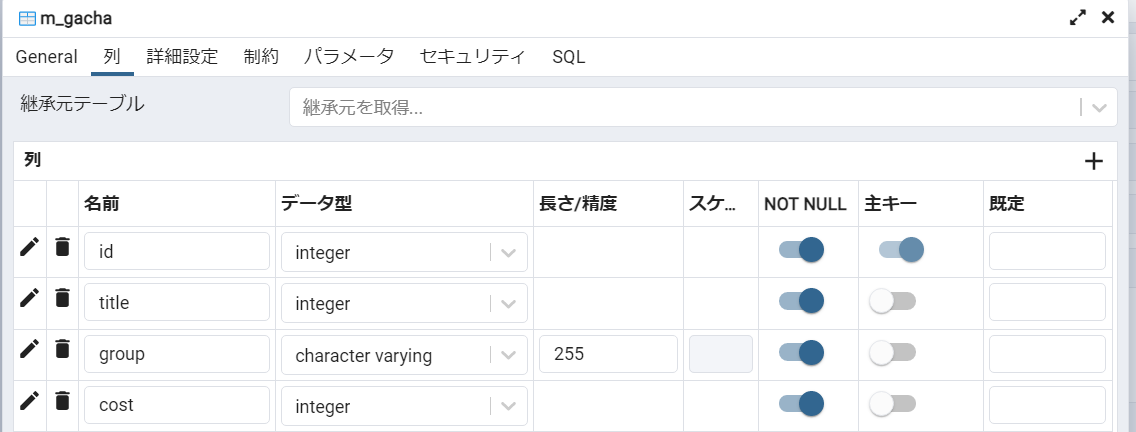 m_gacha
General 列 詳細設定 制約 パラメータ セキュリティ SQL
継承元テーブル 継承元を取得...
列
名前 データ型 長さ/精度 スケ... NOT NULL 主キー 既定
id integer
title integer
group character varying 255
cost integer